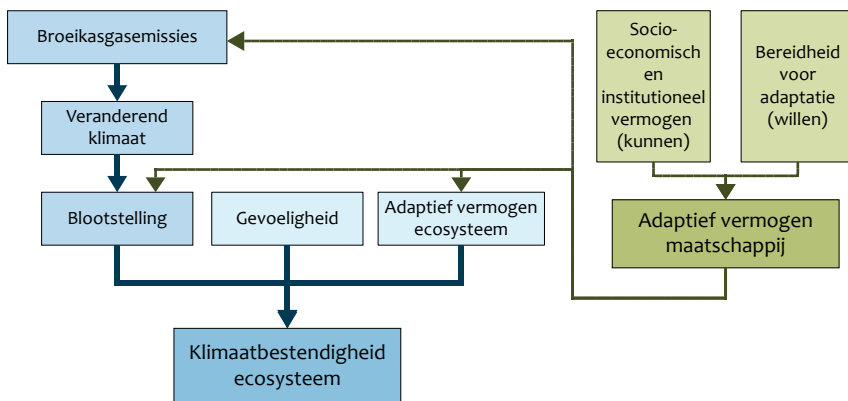 Broeikasgasemissies
Socio-
economisch
en
institutioneel
vermogen
(kunnen)
Bereidheid
voor
adaptatie
(willen)
Veranderend
klimaat
Blootstelling
Gevoeligheid
Adaptief vermogen
ecosysteem
Adaptief vermogen
maatschappij
Klimaatbestendigheid
ecosysteem